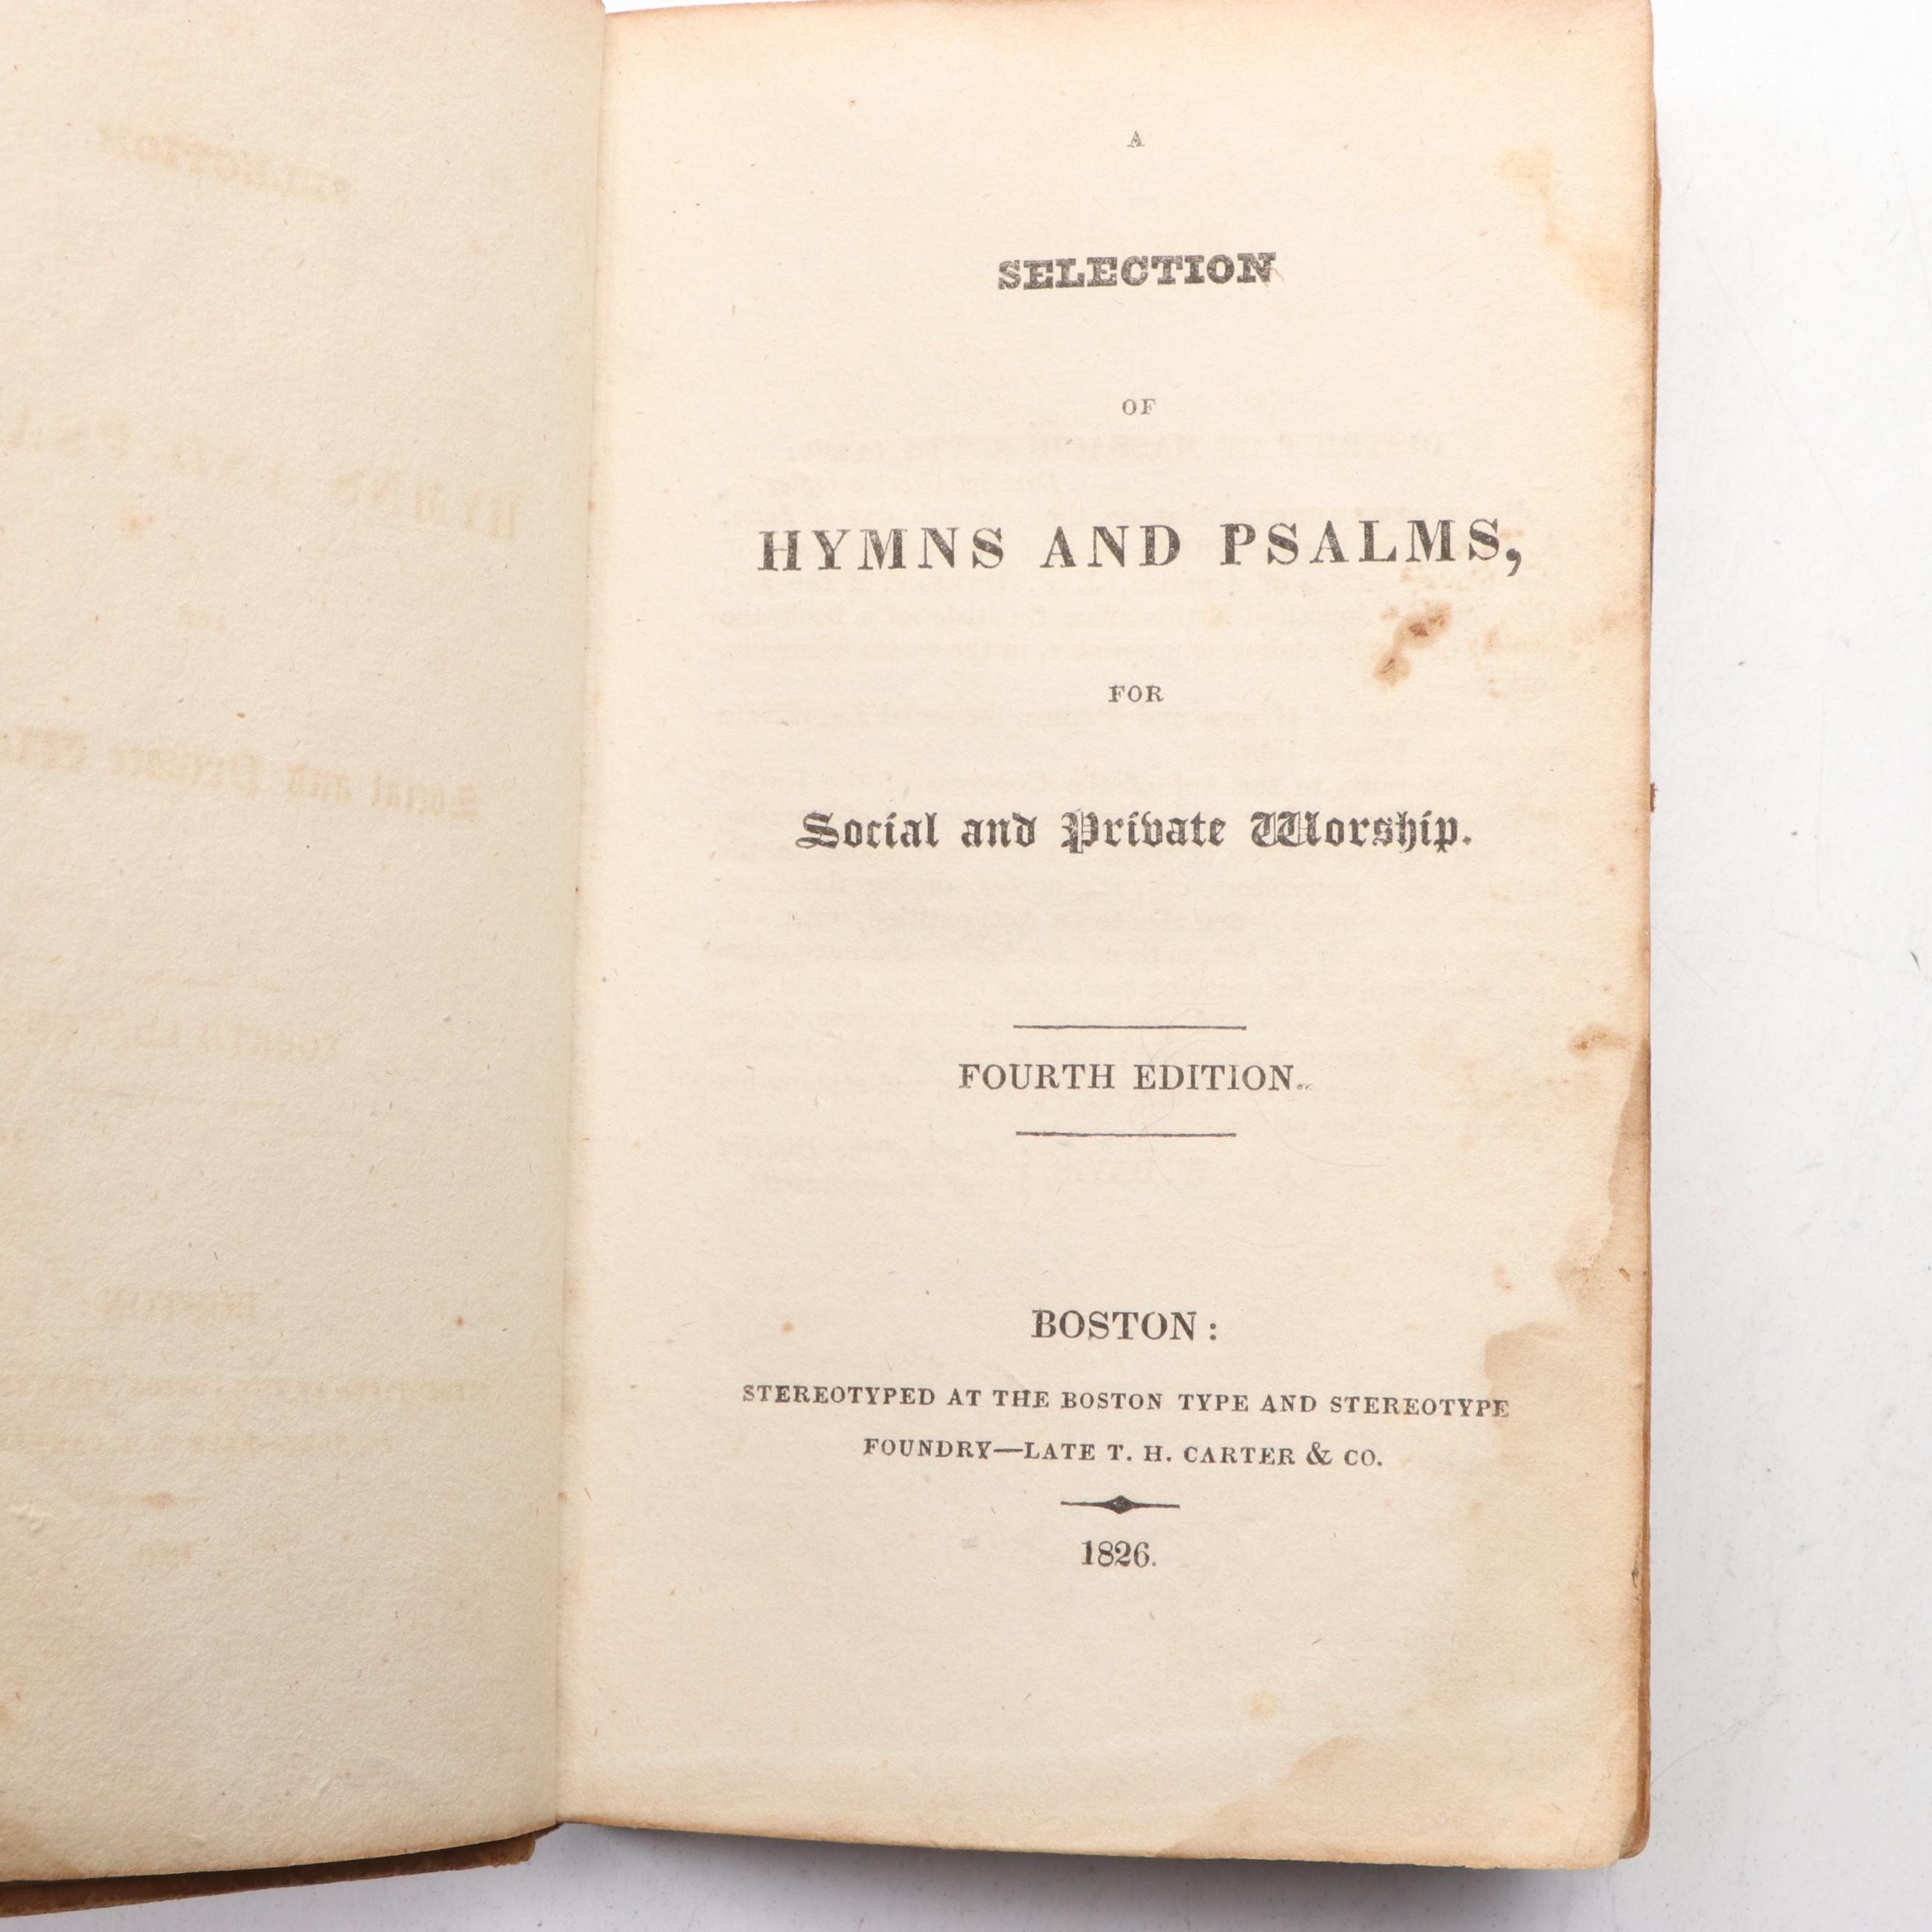 A
SELECTION
OF
HYMNS AND PSALMS,
FOR
Social and Private Worship.
FOURTH EDITION.
BOSTON:
STEREOTYPED AT THE BOSTON TYPE AND STEREOTYPE
FOUNDRY—LATE T. H. CARTER & CO.
1826.